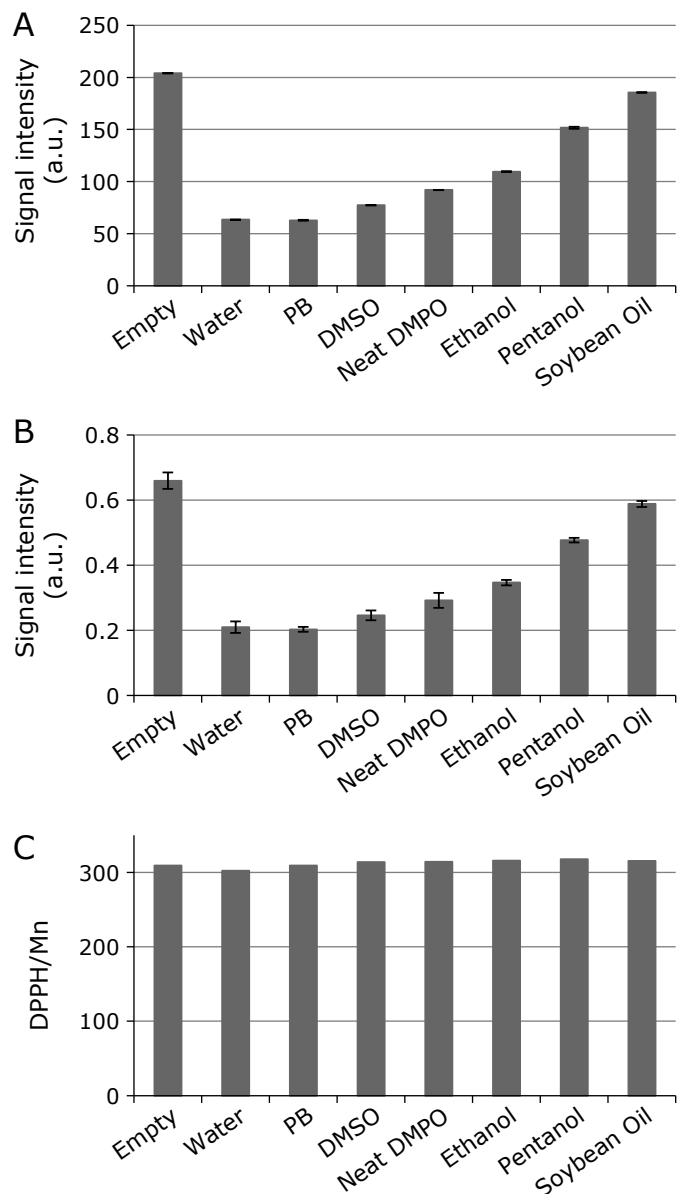 A
Signal intensity
(a.u.)
250
200
150
100
50
0
Empty
Water
PB
DMSO
Neat DMPO
Ethanol
Pentanol
Soybean Oil
B
Signal intensity
(a.u.)
0.8
0.6
0.4
0.2
0
Empty
Water
PB
DMSO
Neat DMPO
Ethanol
Pentanol
Soybean Oil
C
DPPH/Mn
300
200
100
0
Empty
Water
PB
DMSO
Neat DMPO
Ethanol
Pentanol
Soybean Oil